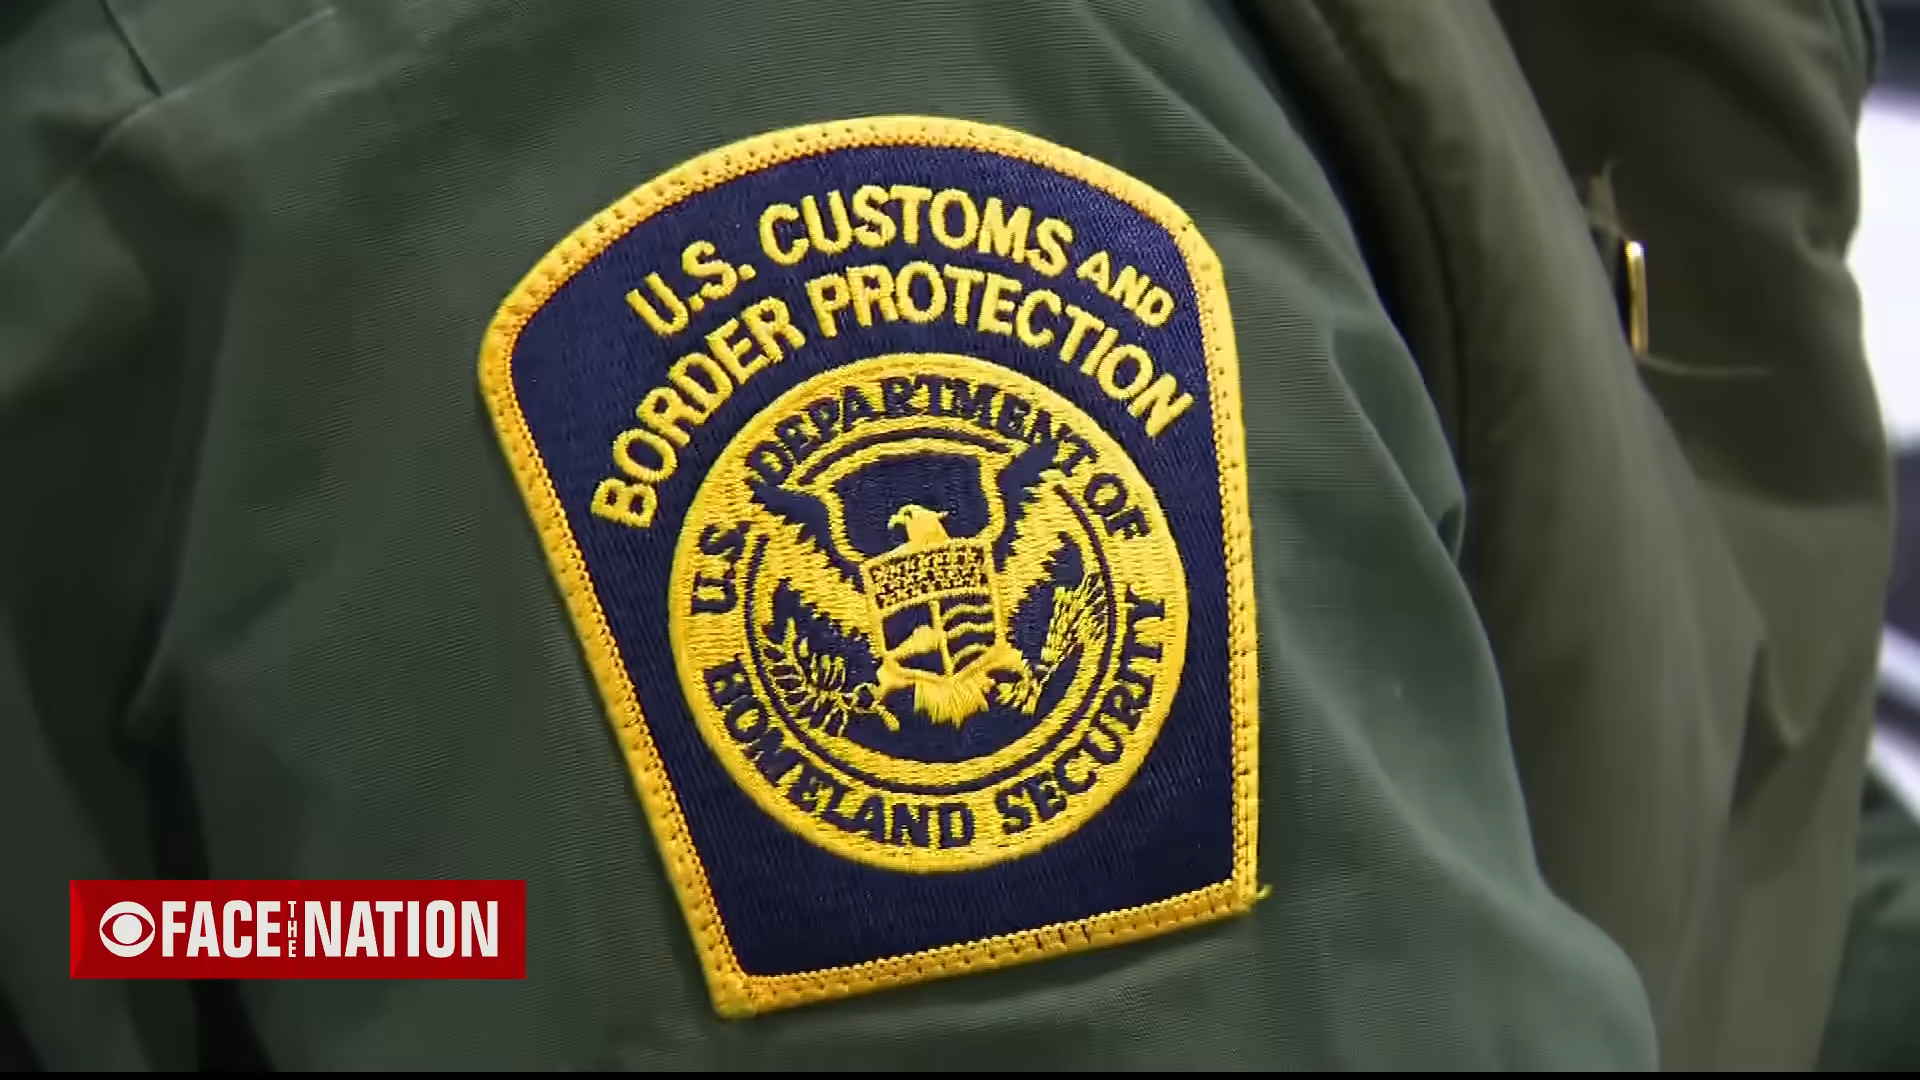 U.S. CUSTOMS AND
BORDER PROTECTION
U.S. DEPARTMENT OF
HOMELAND SECURITY
FACE THE NATION